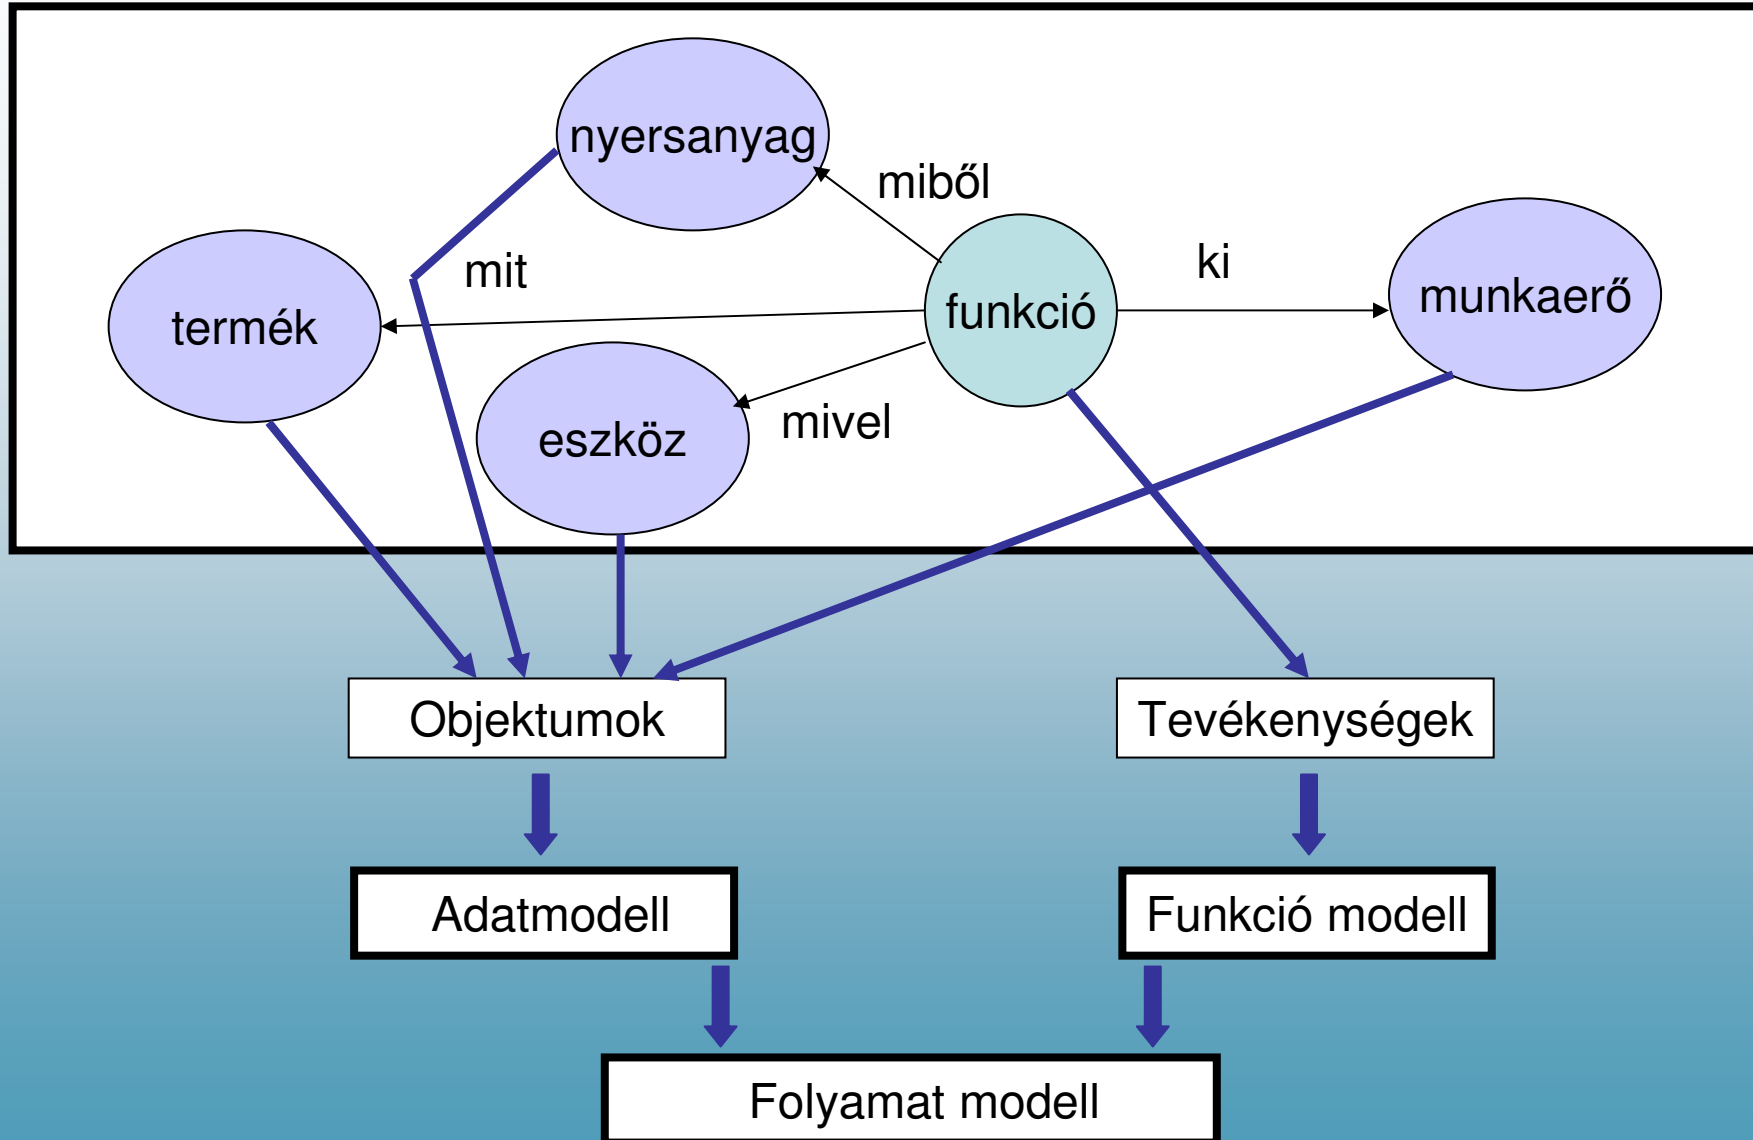 nyersanyag
miből
mit
ki
termék
funkció
munkaerő
eszköz
mivel
Objektumok
Tevékenységek
Adatmodell
Funkció modell
Folyamat modell